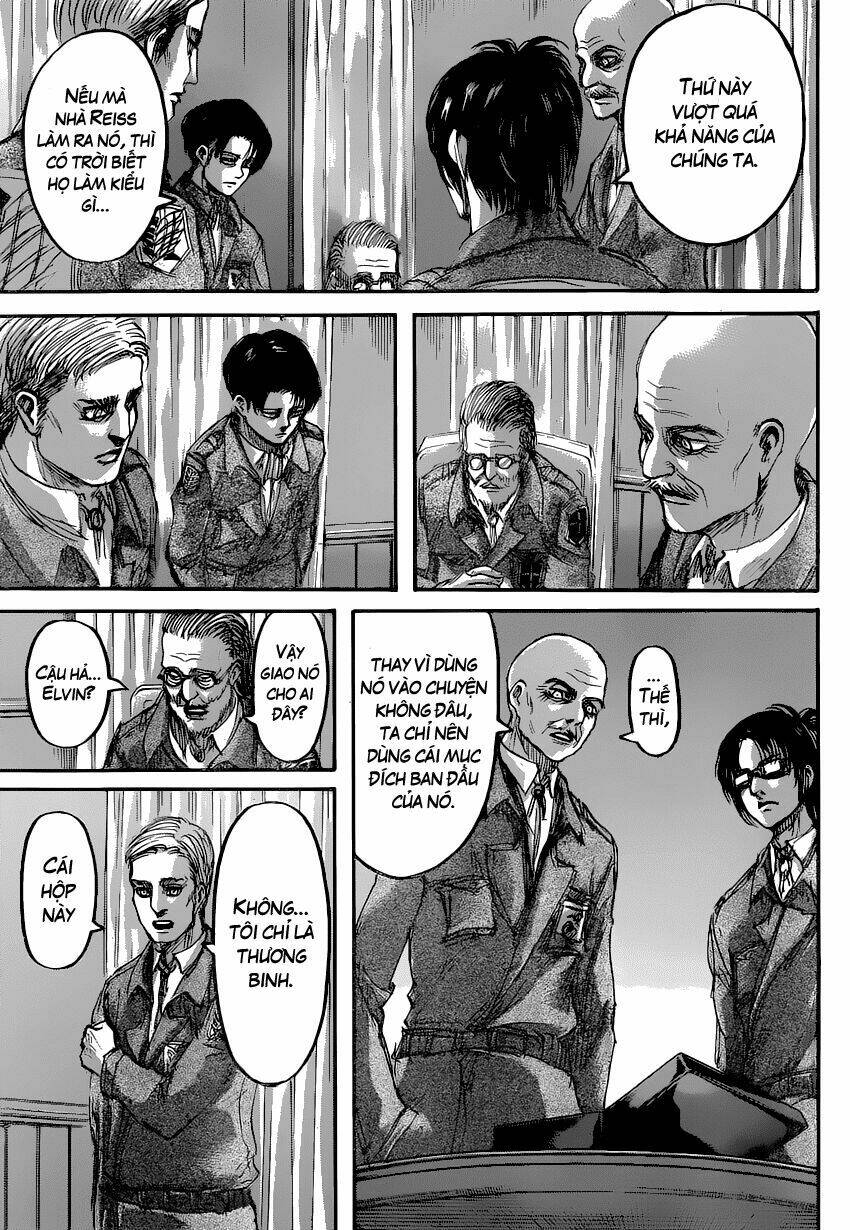 THỨ NÀY
VƯỢT QUÁ
KHẢ NĂNG CỦA
CHÚNG TA.
NẾU MÀ
NHÀ REISS
LÀM RA NÓ, THÌ
CÓ TRỜI BIẾT
HỌ LÀM KIỂU
GÌ...
...
THẾ
THÌ,
THAY VÌ DÙNG
NÓ VÀO CHUYỆN
KHÔNG ĐÂU,
TA CHỈ NÊN
DÙNG CÁI MỤC
ĐÍCH BAN ĐẦU
CỦA NÓ.
VẬY
GIAO NÓ
CHO AI
ĐÂY?
CẬU HẢ...
ELVIN?
KHÔNG...
TÔI CHỈ LÀ
THƯƠNG
BINH.
CÁI
HỘP
NÀY